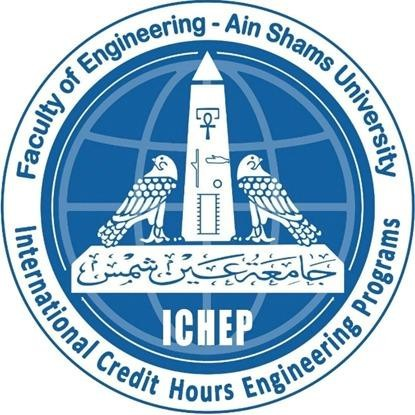 Faculty of Engineering - Ain Shams University
جامعة عين شمس
ICHEP
International Credit Hours Engineering Programs